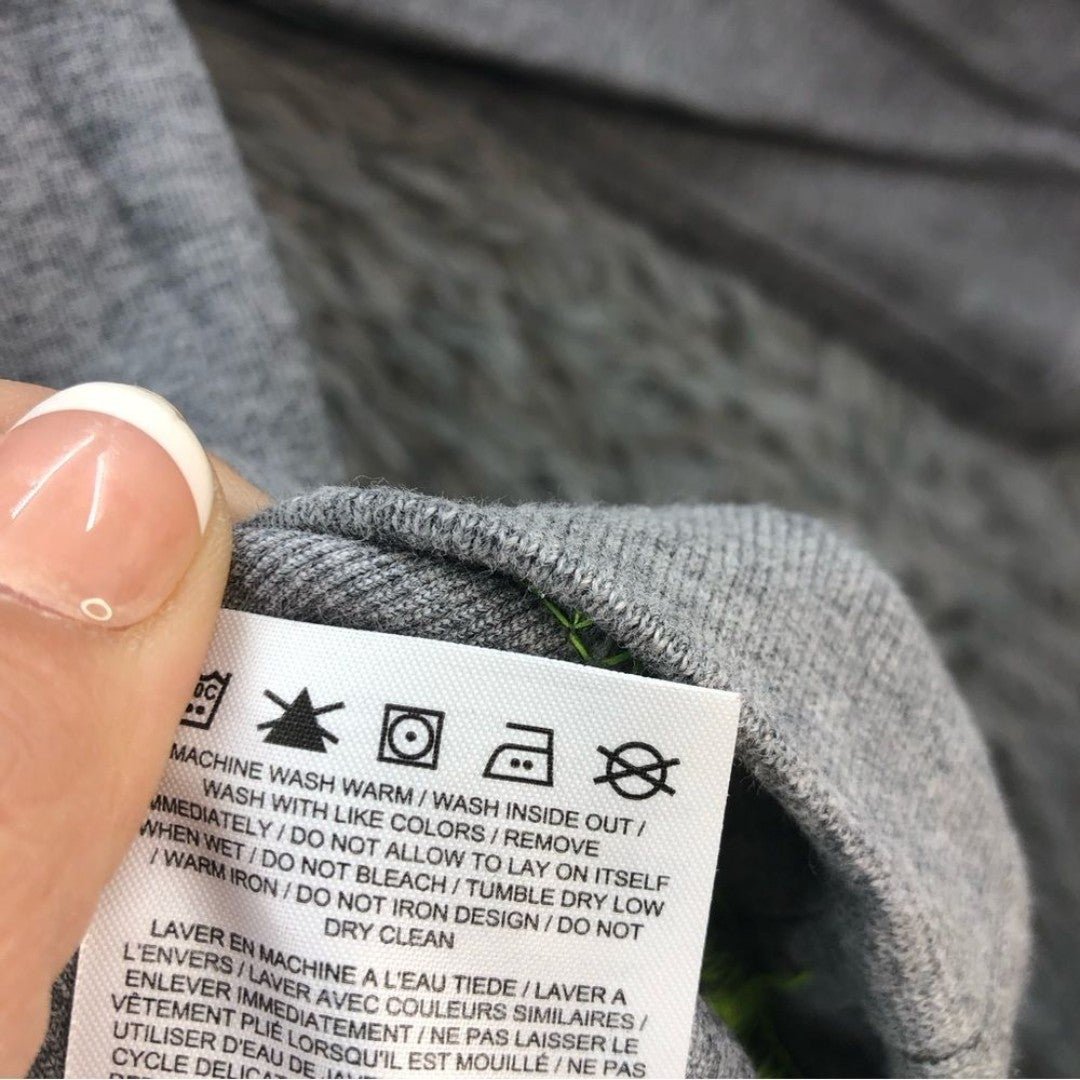 MACHINE WASH WARM / WASH INSIDE OUT /
WASH WITH LIKE COLORS / REMOVE
IMMEDIATELY / DO NOT ALLOW TO LAY ON ITSELF
WHEN WET / DO NOT BLEACH / TUMBLE DRY LOW
/ WARM IRON / DO NOT IRON DESIGN / DO NOT
DRY CLEAN
LAVER EN MACHINE A L'EAU TIEDE / LAVER A
L'ENVERS / LAVER AVEC COULEURS SIMILAIRES /
ENLEVER IMMEDIATEMENT / NE PAS LAISSER LE
VÊTEMENT PLIÉ LORSQU'IL EST MOUILLÉ / NE PAS
UTILISER D'EAU DE
CYCLE